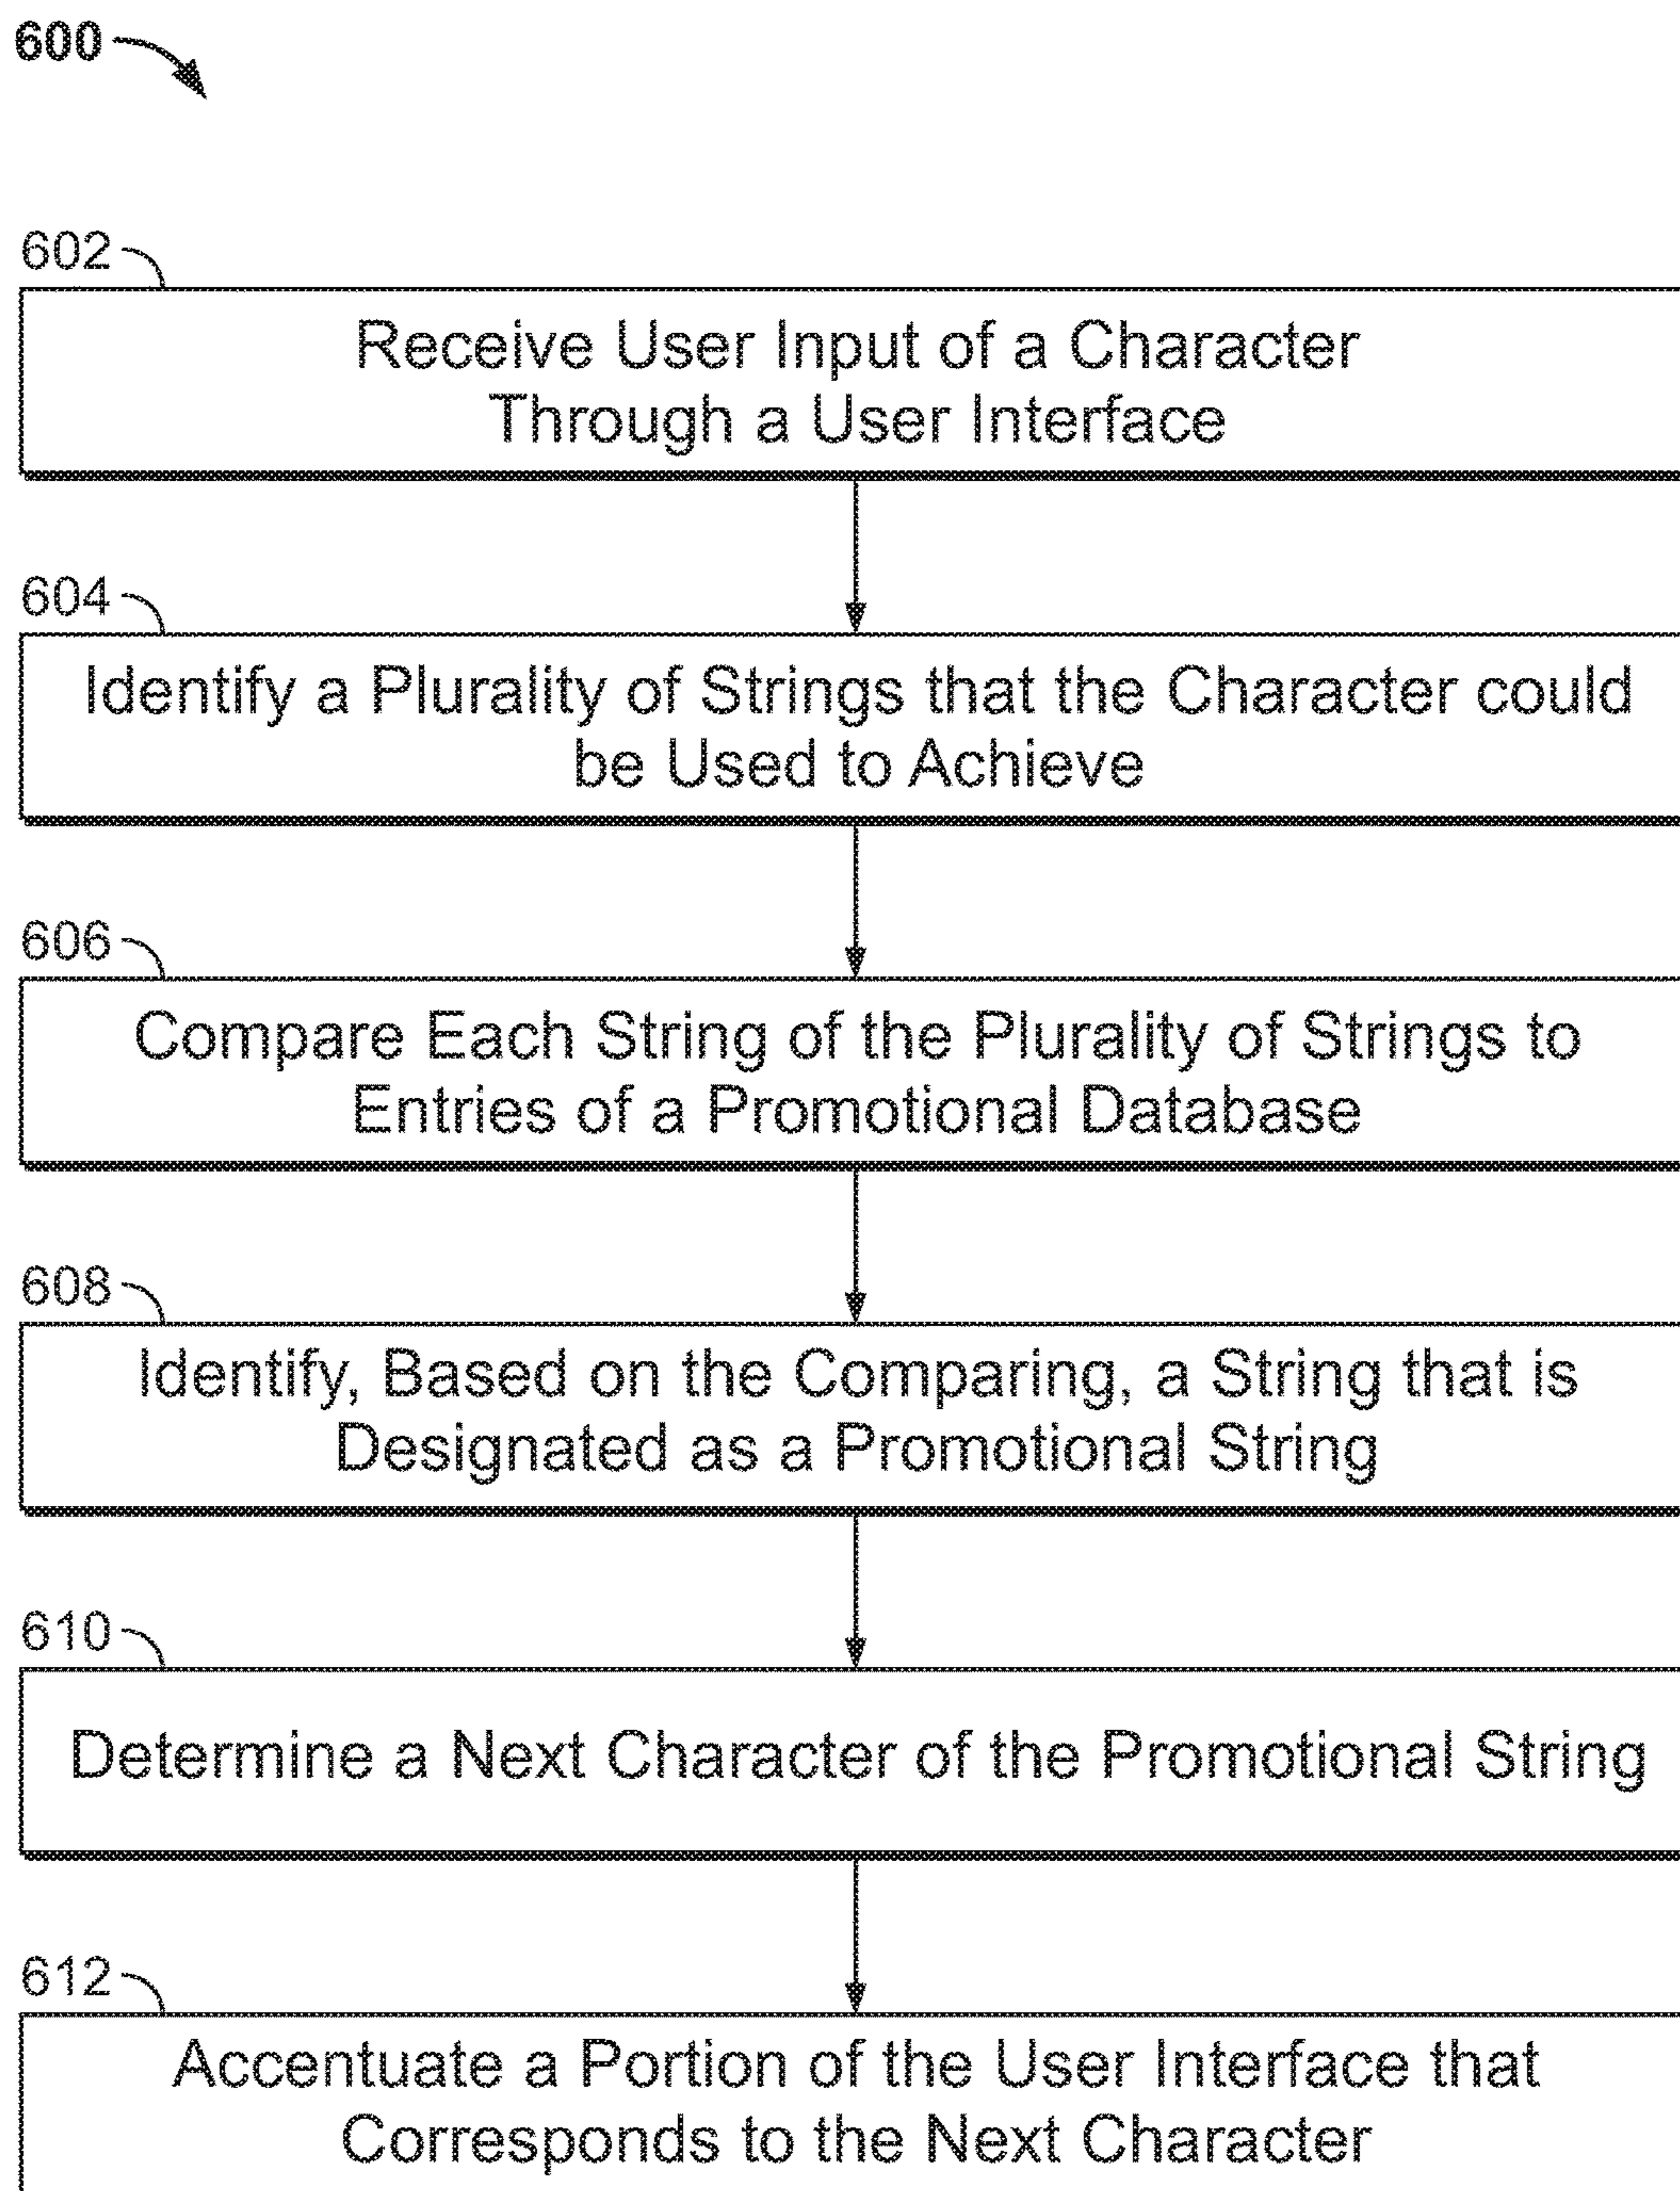 600
602
Receive User Input of a Character
Through a User Interface
604
Identify a Plurality of Strings that the Character could
be Used to Achieve
606
Compare Each String of the Plurality of Strings to
Entries of a Promotional Database
608
Identify, Based on the Comparing, a String that is
Designated as a Promotional String
610
Determine a Next Character of the Promotional String
612
Accentuate a Portion of the User Interface that
Corresponds to the Next Character